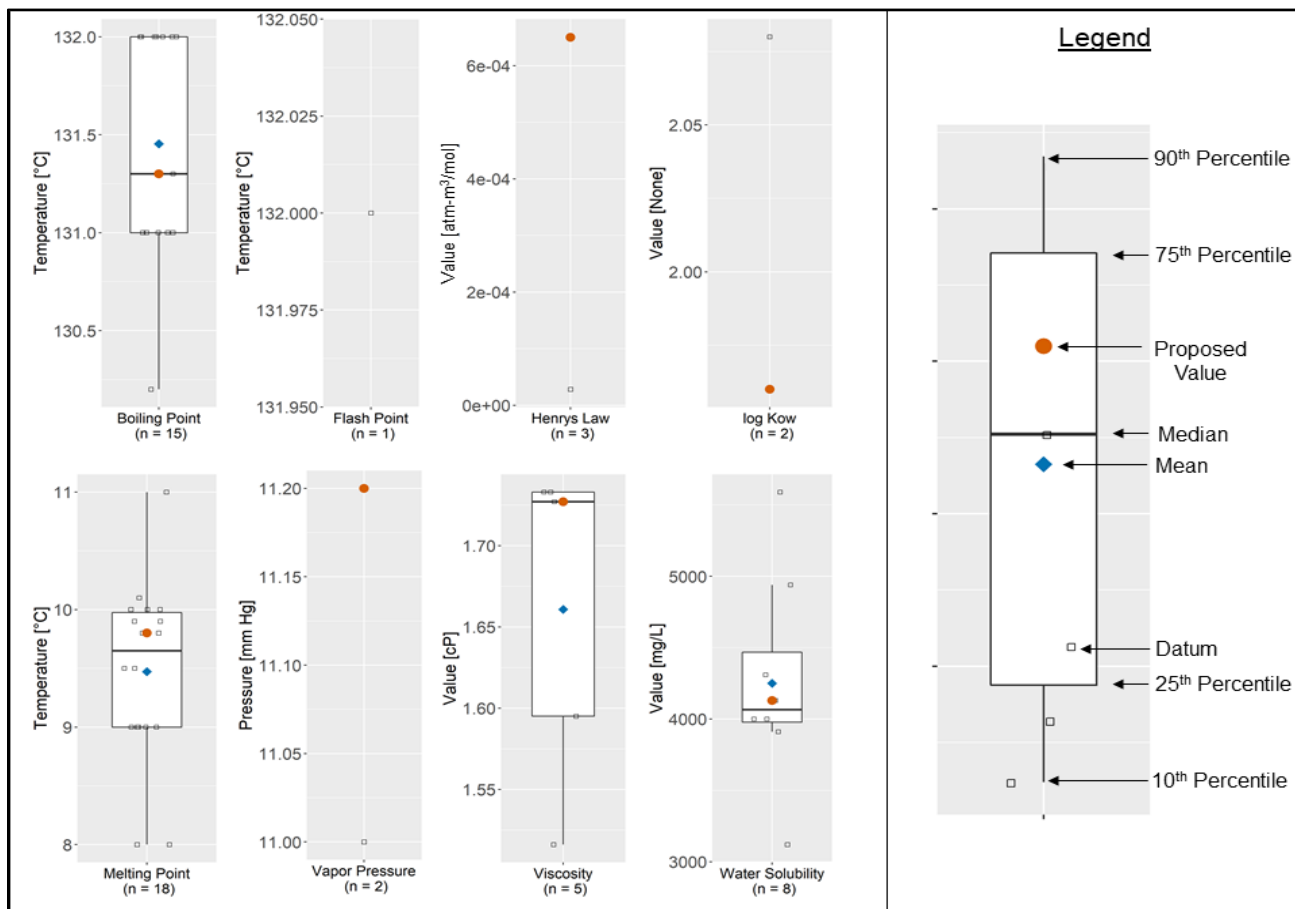 132.0
131.5
131.0
130.5
Temperature [°C]
Boiling Point
(n = 15)
132.050
132.025
132.000
131.975
131.950
Temperature [°C]
Flash Point
(n = 1)
6e-04
4e-04
2e-04
0e+00
Value [atm-m³/mol]
Henrys Law
(n = 3)
2.05
2.00
Value [None]
log Kow
(n = 2)
11
10
9
8
Temperature [°C]
Melting Point
(n = 18)
11.20
11.15
11.10
11.05
11.00
Pressure [mm Hg]
Vapor Pressure
(n = 2)
1.70
1.65
1.60
1.55
Value [cP]
Viscosity
(n = 5)
5000
4000
3000
Value [mg/L]
Water Solubility
(n = 8)
Legend
90th Percentile
75th Percentile
Proposed
Value
Median
Mean
Datum
25th Percentile
10th Percentile